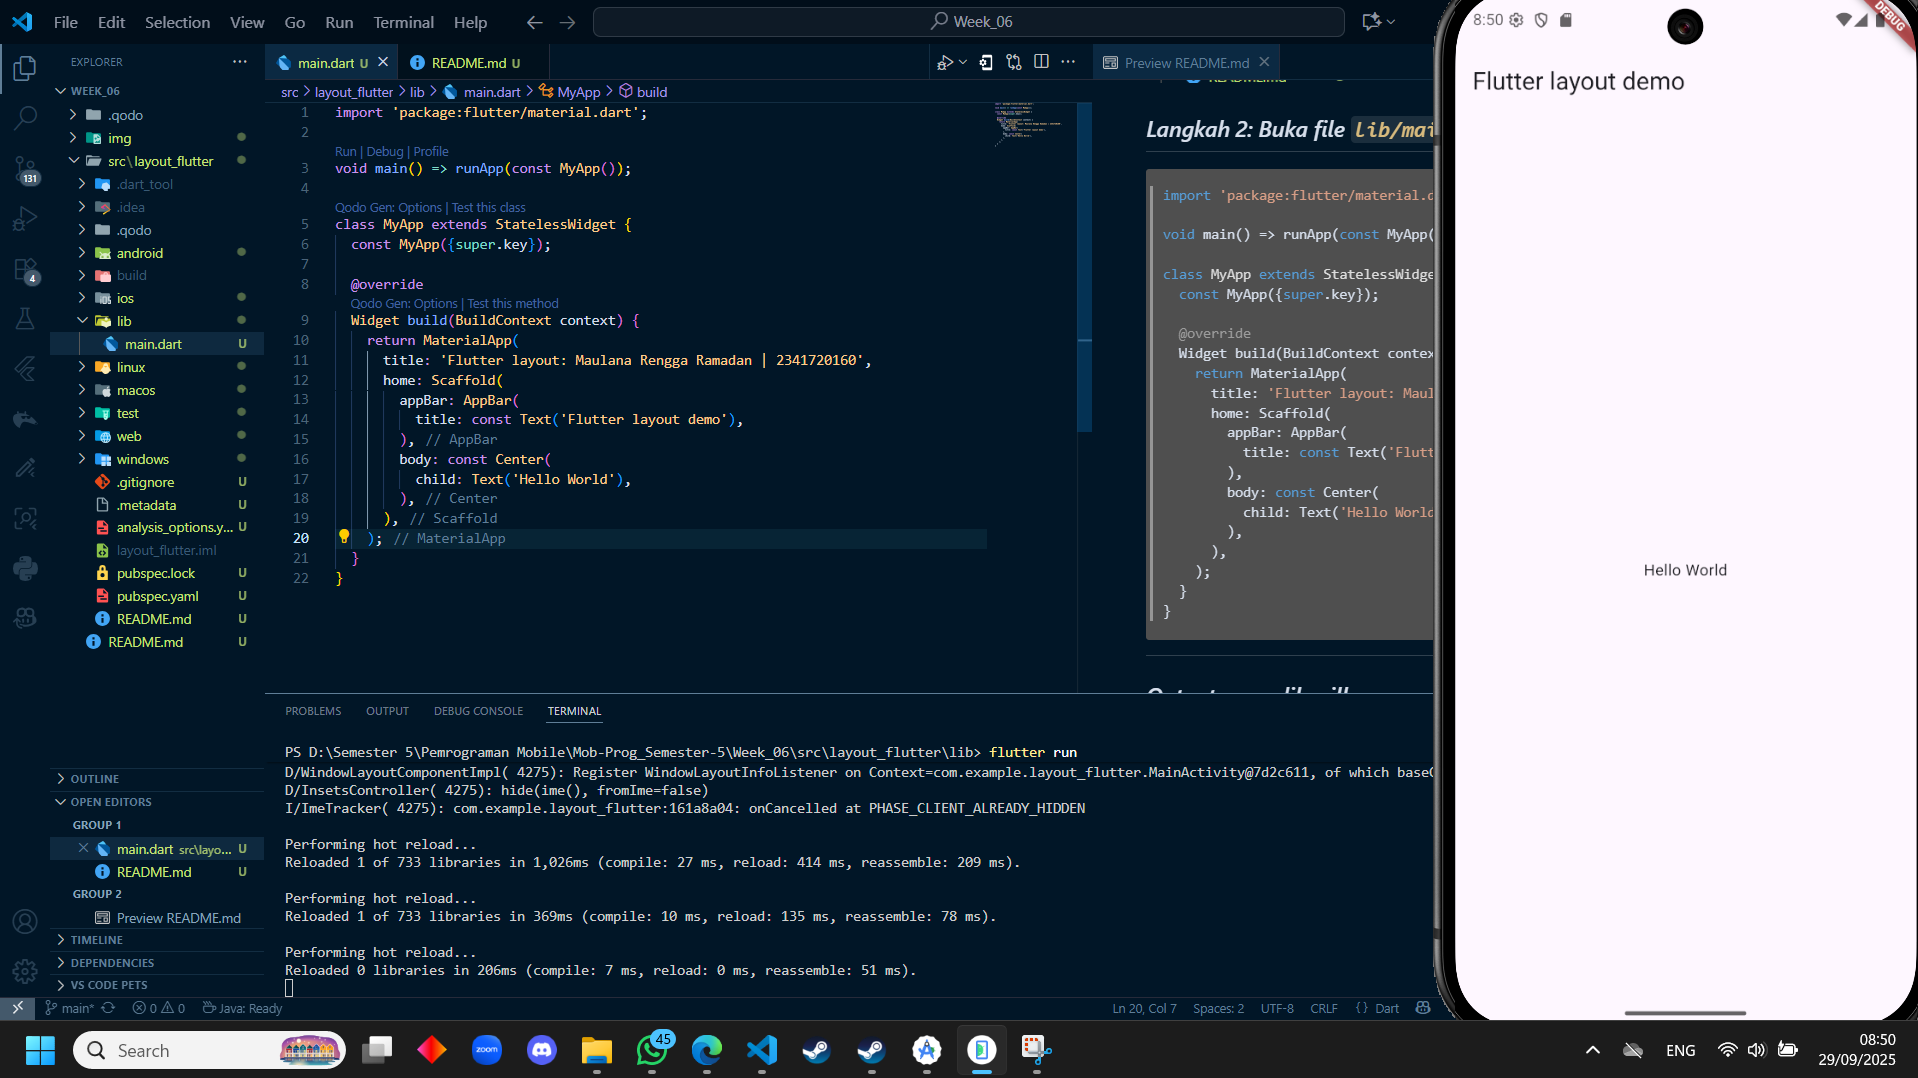 File Edit Selection View Go Run Terminal Help
Week_06
EXPLORER
WEEK_06
.qodo
img
src\layout_flutter
.dart_tool
.idea
.qodo
android
build
ios
lib
main.dart U
linux
macos
test
web
windows
.gitignore U
.metadata U
analysis_options.y... U
layout_flutter.iml
pubspec.lock U
pubspec.yaml U
README.md U
README.md U
131
4
OUTLINE
OPEN EDITORS
GROUP 1
main.dart src\layo... U
README.md U
GROUP 2
Preview README.md
TIMELINE
DEPENDENCIES
VS CODE PETS
main.dart U
README.md U
src > layout_flutter > lib > main.dart > MyApp > build
1 import 'package:flutter/material.dart';
2
Run | Debug | Profile
3 void main() => runApp(const MyApp());
4
Qodo Gen: Options | Test this class
5 class MyApp extends StatelessWidget {
6 const MyApp({super.key});
7
8 @override
Qodo Gen: Options | Test this method
9 Widget build(BuildContext context) {
10 return MaterialApp(
11 title: 'Flutter layout: Maulana Rengga Ramadan | 2341720160',
12 home: Scaffold(
13 appBar: AppBar(
14 title: const Text('Flutter layout demo'),
15 ), // AppBar
16 body: const Center(
17 child: Text('Hello World'),
18 ), // Center
19 ), // Scaffold
20 ); // MaterialApp
21 }
22 }
Preview README.md
Langkah 2: Buka file lib/mai
import 'package:flutter/material.d
void main() => runApp(const MyApp(
class MyApp extends StatelessWidge
const MyApp({super.key});
@override
Widget build(BuildContext contex
return MaterialApp(
title: 'Flutter layout: Maul
home: Scaffold(
appBar: AppBar(
title: const Text('Flutt
),
body: const Center(
child: Text('Hello World
),
),
);
}
}
PROBLEMS OUTPUT DEBUG CONSOLE TERMINAL
PS D:\Semester 5\Pemrograman Mobile\Mob-Prog_Semester-5\Week_06\src\layout_flutter\lib> flutter run
D/WindowLayoutComponentImpl( 4275): Register WindowLayoutInfoListener on Context=com.example.layout_flutter.MainActivity@7d2c611, of which baseC
D/InsetsController( 4275): hide(ime(), fromIme=false)
I/ImeTracker( 4275): com.example.layout_flutter:161a8a04: onCancelled at PHASE_CLIENT_ALREADY_HIDDEN
Performing hot reload...
Reloaded 1 of 733 libraries in 1,026ms (compile: 27 ms, reload: 414 ms, reassemble: 209 ms).
Performing hot reload...
Reloaded 1 of 733 libraries in 369ms (compile: 10 ms, reload: 135 ms, reassemble: 78 ms).
Performing hot reload...
Reloaded 0 libraries in 206ms (compile: 7 ms, reload: 0 ms, reassemble: 51 ms).
main* 0 0 Java: Ready
Ln 20, Col 7 Spaces: 2 UTF-8 CRLF {} Dart
8:50
DEBUG
Flutter layout demo
Hello World
Search
zoom
45
ENG
08:50
29/09/2025